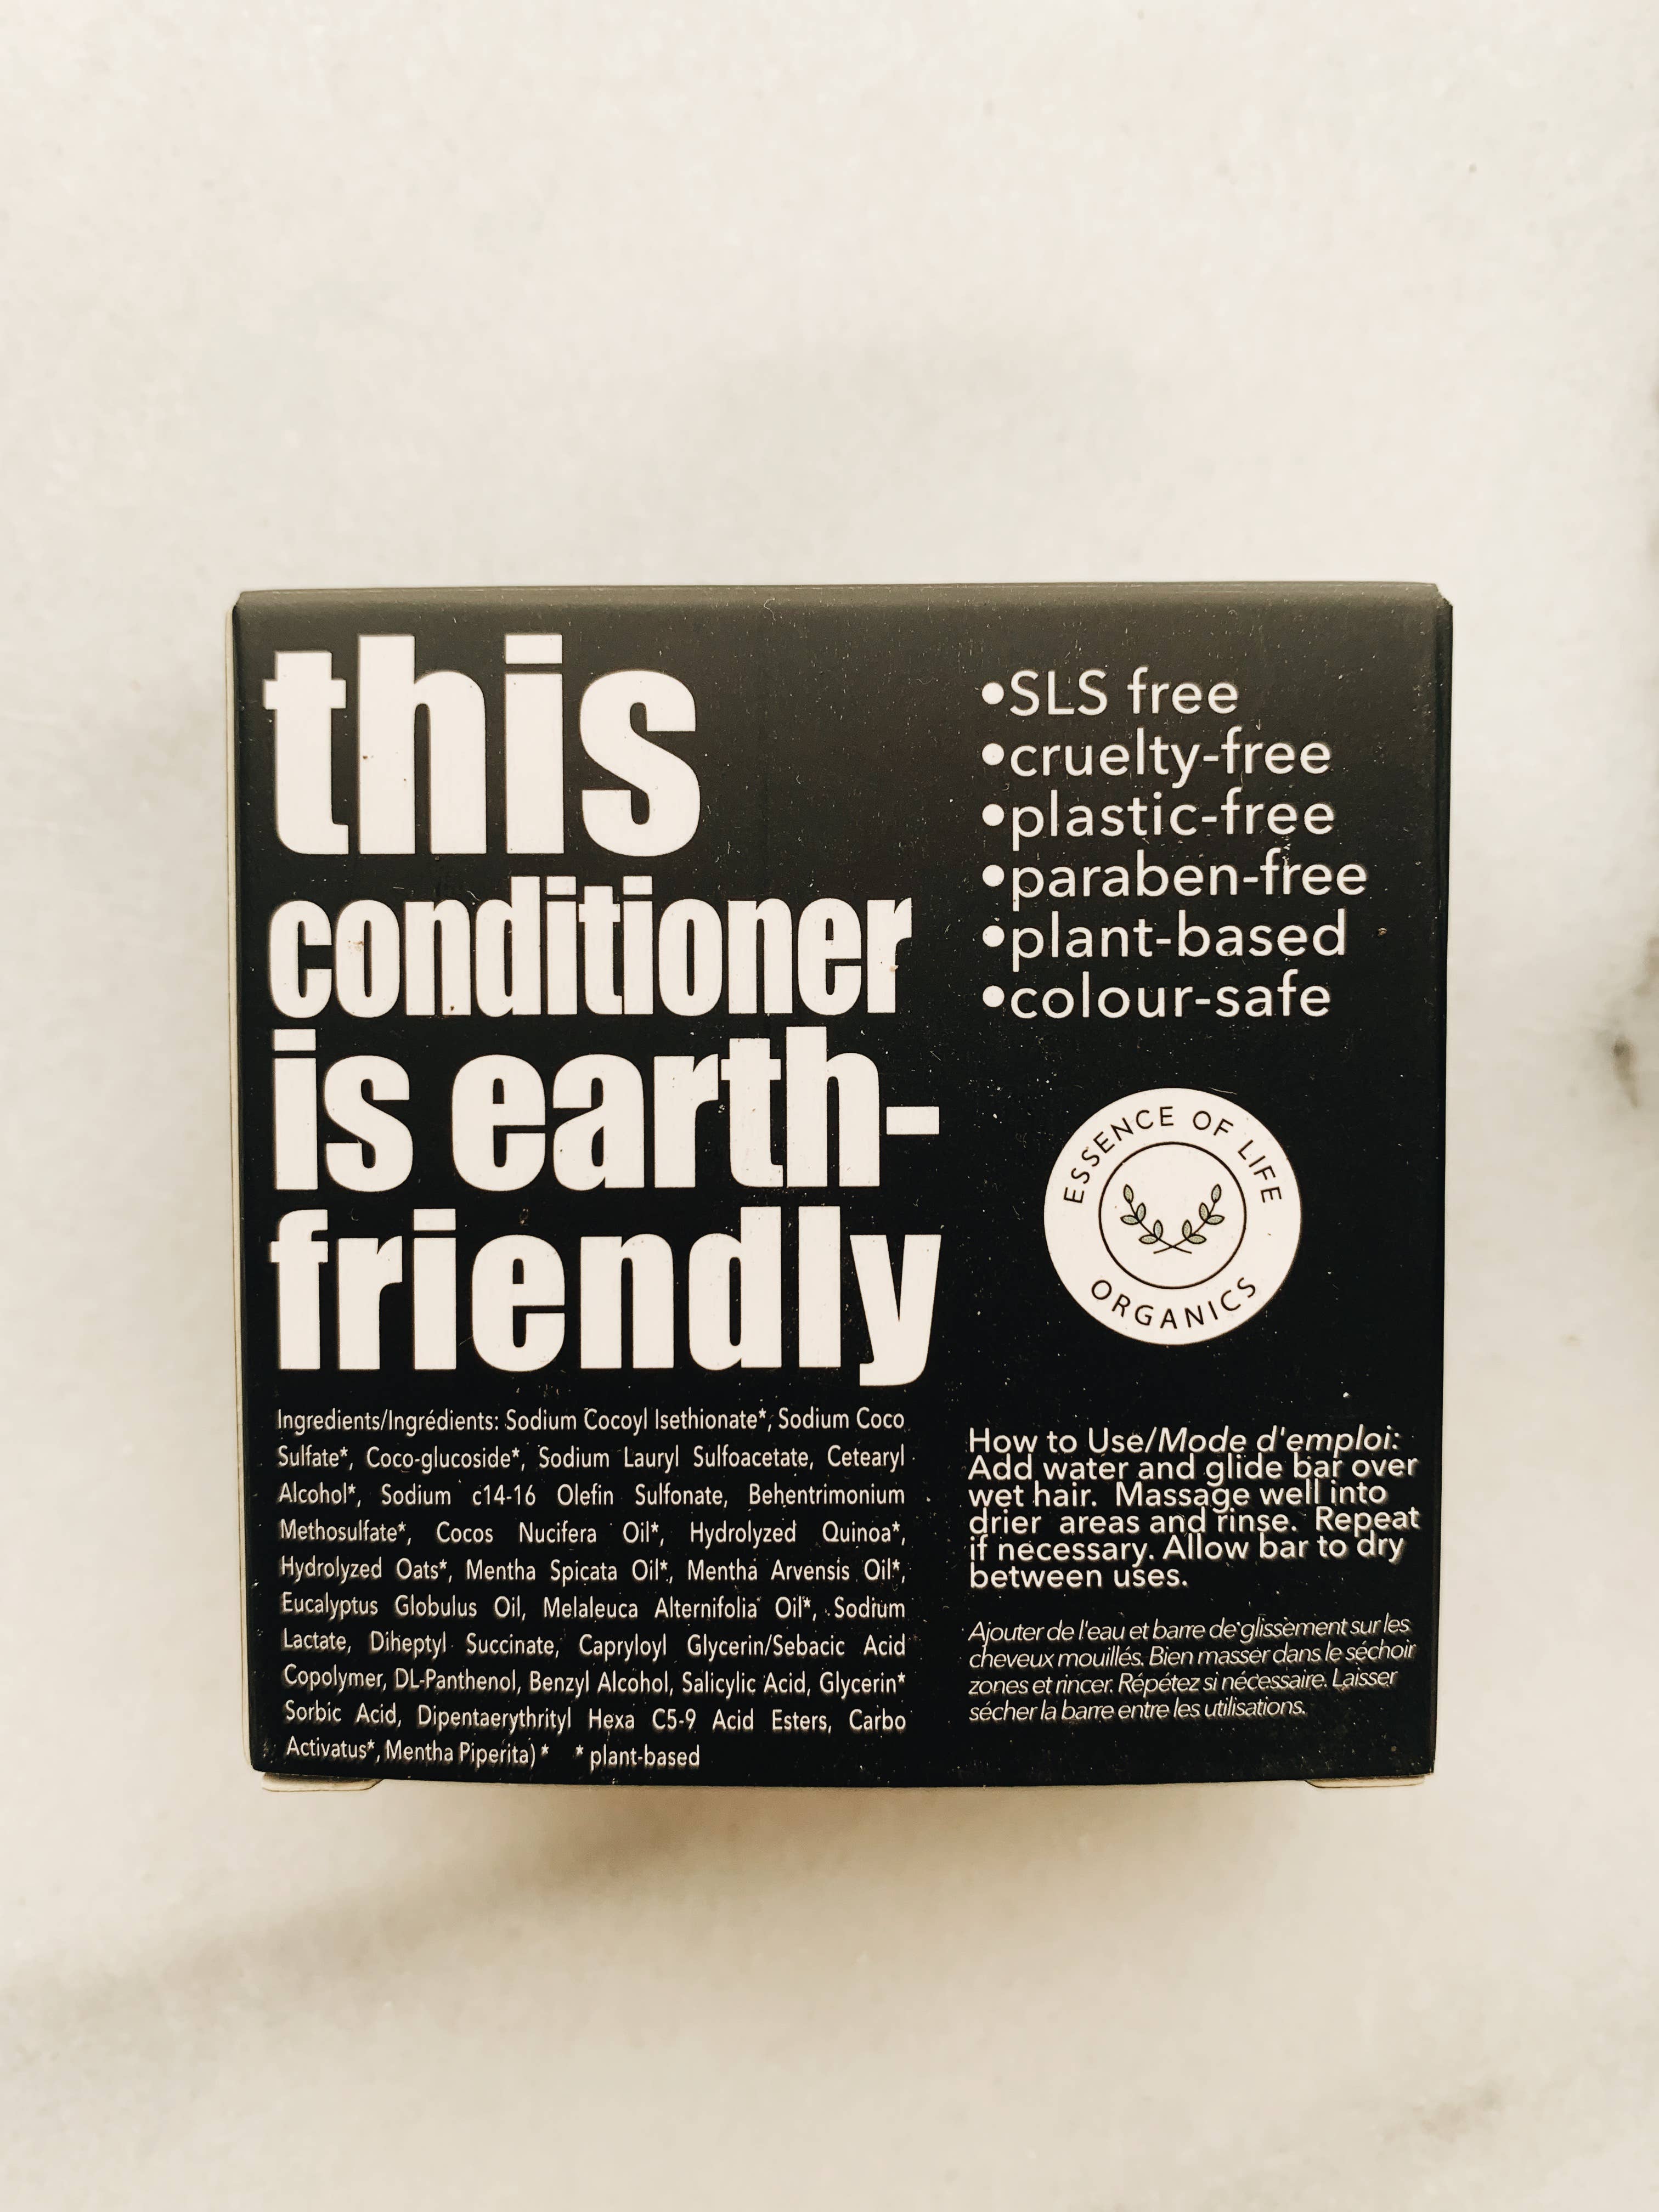 this
conditioner
is earth-
friendly
Ingredients/Ingrédients: Sodium Cocoyl Isethionate*, Sodium Coco
Sulfate*, Coco-glucoside*, Sodium Lauryl Sulfoacetate, Cetearyl
Alcohol*, Sodium c14-16 Olefin Sulfonate, Behentrimonium
Methosulfate*, Cocos Nucifera Oil*, Hydrolyzed Quinoa*,
Hydrolyzed Oats*, Mentha Spicata Oil*, Mentha Arvensis Oil*,
Eucalyptus Globulus Oil, Melaleuca Alternifolia Oil*, Sodium
Lactate, Diheptyl Succinate, Capryloyl Glycerin/Sebacic Acid
Copolymer, DL-Panthenol, Benzyl Alcohol, Salicylic Acid, Glycerin*
Sorbic Acid, Dipentaerythrityl Hexa C5-9 Acid Esters, Carbo
Activatus*, Mentha Piperita) * * plant-based
•SLS free
•cruelty-free
•plastic-free
•paraben-free
•plant-based
•colour-safe
ESSENCE OF LIFE
ORGANICS
How to Use/Mode d'emploi:
Add water and glide bar over
wet hair. Massage well into
drier areas and rinse. Repeat
if necessary. Allow bar to dry
between uses.
Ajouter de l'eau et barre de glissement sur les
cheveux mouillés. Bien masser dans le séchoir
zones et rincer. Répétez si nécessaire. Laisser
sécher la barre entre les utilisations.